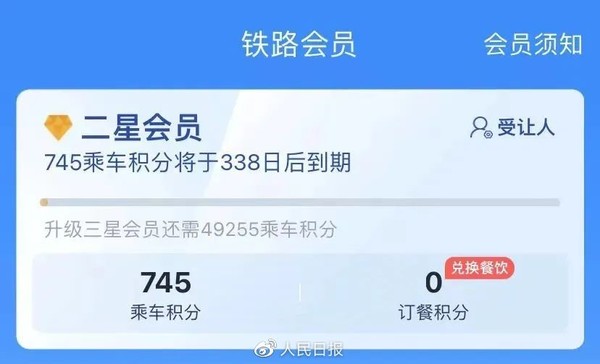 铁路会员
会员须知
二星会员
受让人
745乘车积分将于338日后到期
升级三星会员还需49255乘车积分
745
0
兑换餐饮
乘车积分
订餐积分
人民日报